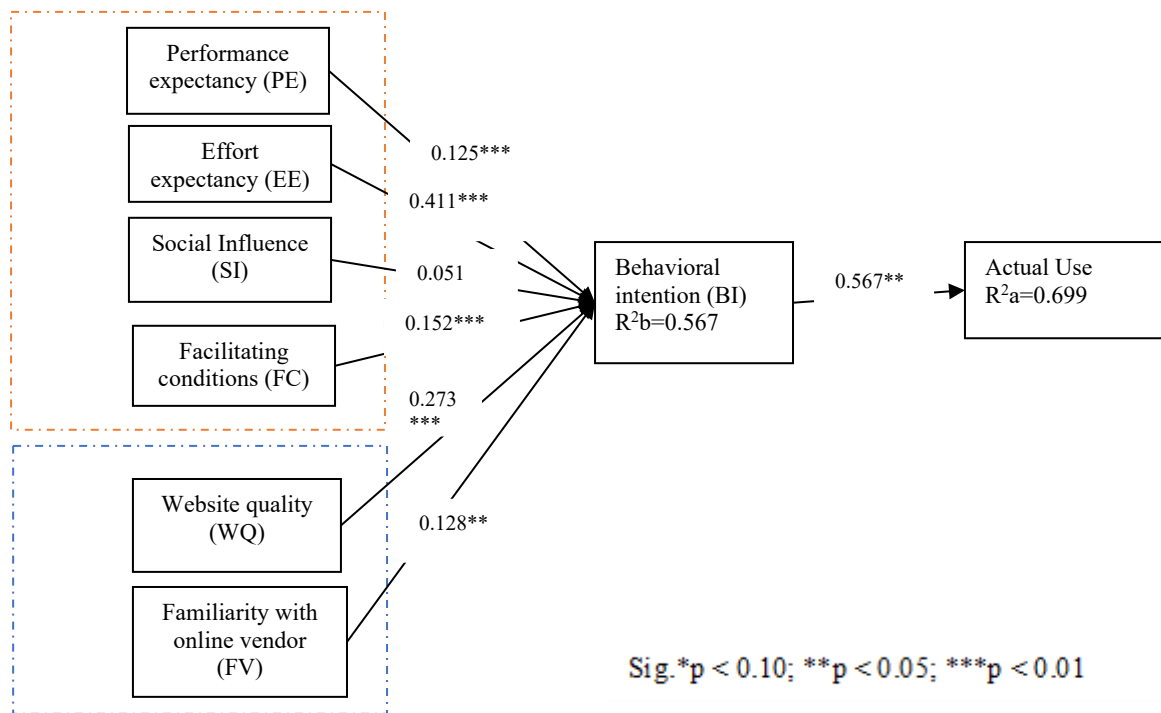 Performance
expectancy (PE)
Effort
expectancy (EE)
Social Influence
(SI)
Facilitating
conditions (FC)
Website quality
(WQ)
Familiarity with
online vendor
(FV)
0.125***
0.411***
0.051
0.152***
0.273
***
0.128**
Behavioral
intention (BI)
R²b=0.567
0.567**
Actual Use
R²a=0.699
Sig.*p < 0.10; **p < 0.05; ***p < 0.01